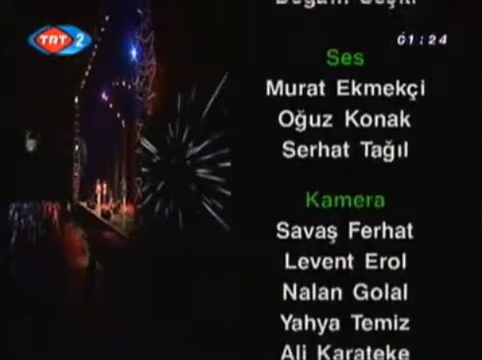 TRT 2
01:24
Ses
Murat Ekmekçi
Oğuz Konak
Serhat Tağıl
Kamera
Savaş Ferhat
Levent Erol
Nalan Golal
Yahya Temiz
Ali Karateke